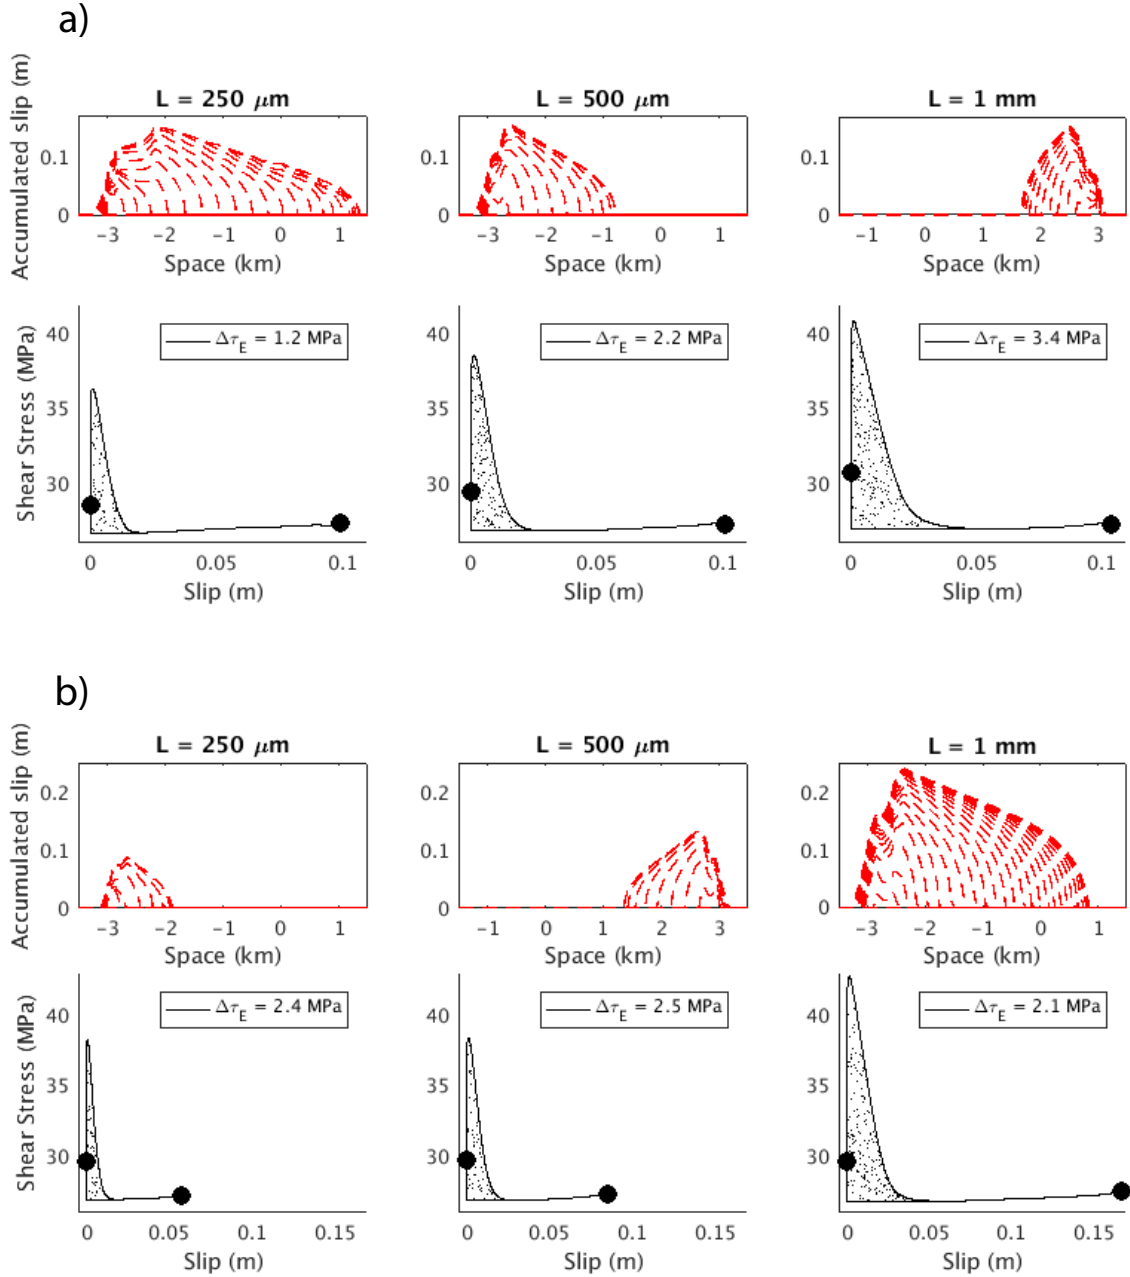 a)
L = 250 μm
L = 500 μm
L = 1 mm
Accumulated slip (m)
0.1
0
0.1
0
0.1
0
-3 -2 -1 0 1
-3 -2 -1 0 1
-1 0 1 2 3
Space (km)
Space (km)
Space (km)
Shear Stress (MPa)
40
35
30
40
35
30
40
35
30
Δτ_E = 1.2 MPa
Δτ_E = 2.2 MPa
Δτ_E = 3.4 MPa
0 0.05 0.1
0 0.05 0.1
0 0.05 0.1
Slip (m)
Slip (m)
Slip (m)
b)
L = 250 μm
L = 500 μm
L = 1 mm
Accumulated slip (m)
0.2
0.1
0
0.2
0.1
0
0.2
0.1
0
-3 -2 -1 0 1
-1 0 1 2 3
-3 -2 -1 0 1
Space (km)
Space (km)
Space (km)
Shear Stress (MPa)
40
35
30
40
35
30
40
35
30
Δτ_E = 2.4 MPa
Δτ_E = 2.5 MPa
Δτ_E = 2.1 MPa
0 0.05 0.1 0.15
0 0.05 0.1 0.15
0 0.05 0.1 0.15
Slip (m)
Slip (m)
Slip (m)